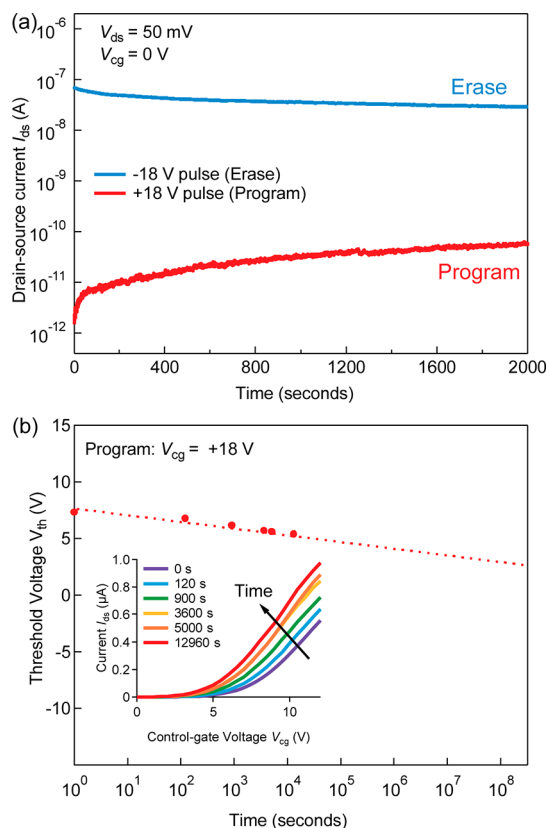 (a)
V_ds = 50 mV
V_cg = 0 V
Erase
-18 V pulse (Erase)
+18 V pulse (Program)
Program
Drain-source current I_ds (A)
10^-6
10^-7
10^-8
10^-9
10^-10
10^-11
10^-12
0 400 800 1200 1600 2000
Time (seconds)
(b)
Program: V_cg = +18 V
Threshold Voltage V_th (V)
15
10
5
0
-5
-10
Current I_ds (µA)
1.0
0.8
0.6
0.4
0.2
0
0 s
120 s
900 s
3600 s
5000 s
12960 s
Time
0 5 10
Control-gate Voltage V_cg (V)
10^0 10^1 10^2 10^3 10^4 10^5 10^6 10^7 10^8
Time (seconds)